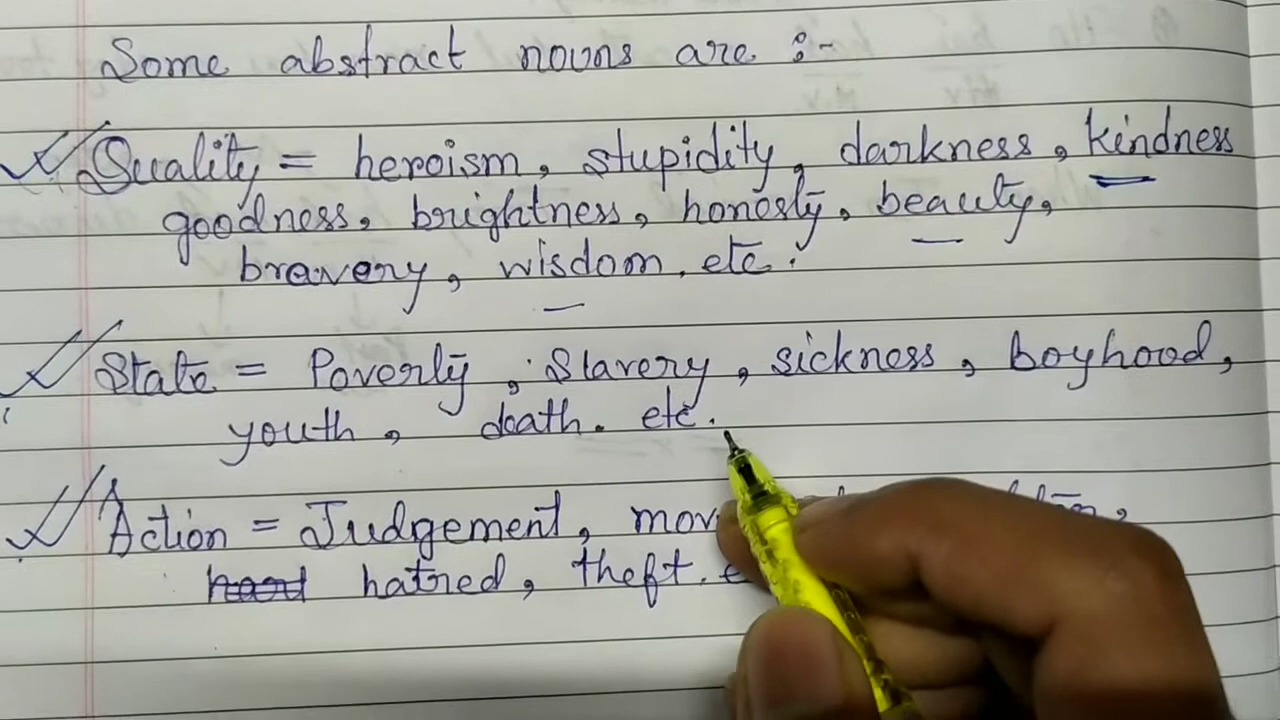 Some abstract nouns are :-
Quality = heroism, stupidity, darkness, kindness
goodness, brightness, honesty, beauty,
bravery, wisdom, etc.
State = Poverty, Slavery, sickness, boyhood,
youth, death. etc.
Action = Judgement,
hatred, theft.